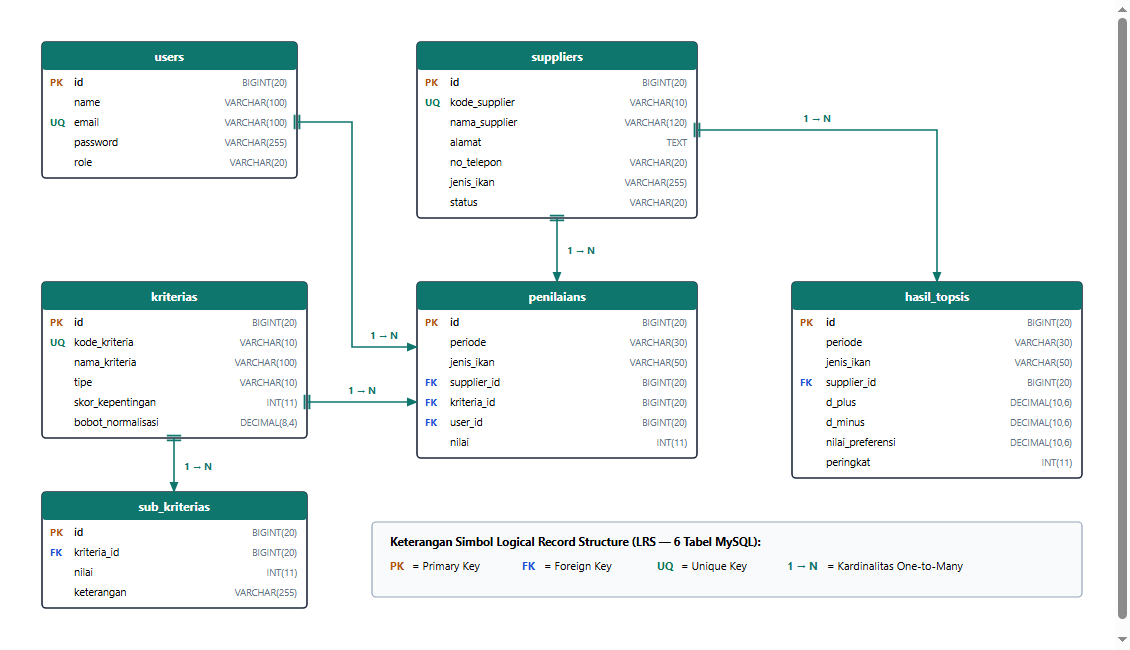 users
PK id BIGINT(20)
name VARCHAR(100)
UQ email VARCHAR(100)
password VARCHAR(255)
role VARCHAR(20)
suppliers
PK id BIGINT(20)
UQ kode_supplier VARCHAR(10)
nama_supplier VARCHAR(120)
alamat TEXT
no_telepon VARCHAR(20)
jenis_ikan VARCHAR(255)
status VARCHAR(20)
1 → N
1 → N
kriterias
PK id BIGINT(20)
UQ kode_kriteria VARCHAR(10)
nama_kriteria VARCHAR(100)
tipe VARCHAR(10)
skor_kepentingan INT(11)
bobot_normalisasi DECIMAL(8,4)
1 → N
1 → N
penilaians
PK id BIGINT(20)
periode VARCHAR(30)
jenis_ikan VARCHAR(50)
FK supplier_id BIGINT(20)
FK kriteria_id BIGINT(20)
FK user_id BIGINT(20)
nilai INT(11)
hasil_topsis
PK id BIGINT(20)
periode VARCHAR(30)
jenis_ikan VARCHAR(50)
FK supplier_id BIGINT(20)
d_plus DECIMAL(10,6)
d_minus DECIMAL(10,6)
nilai_preferensi DECIMAL(10,6)
peringkat INT(11)
1 → N
sub_kriterias
PK id BIGINT(20)
FK kriteria_id BIGINT(20)
nilai INT(11)
keterangan VARCHAR(255)
Keterangan Simbol Logical Record Structure (LRS — 6 Tabel MySQL):
PK = Primary Key FK = Foreign Key UQ = Unique Key 1 → N = Kardinalitas One-to-Many